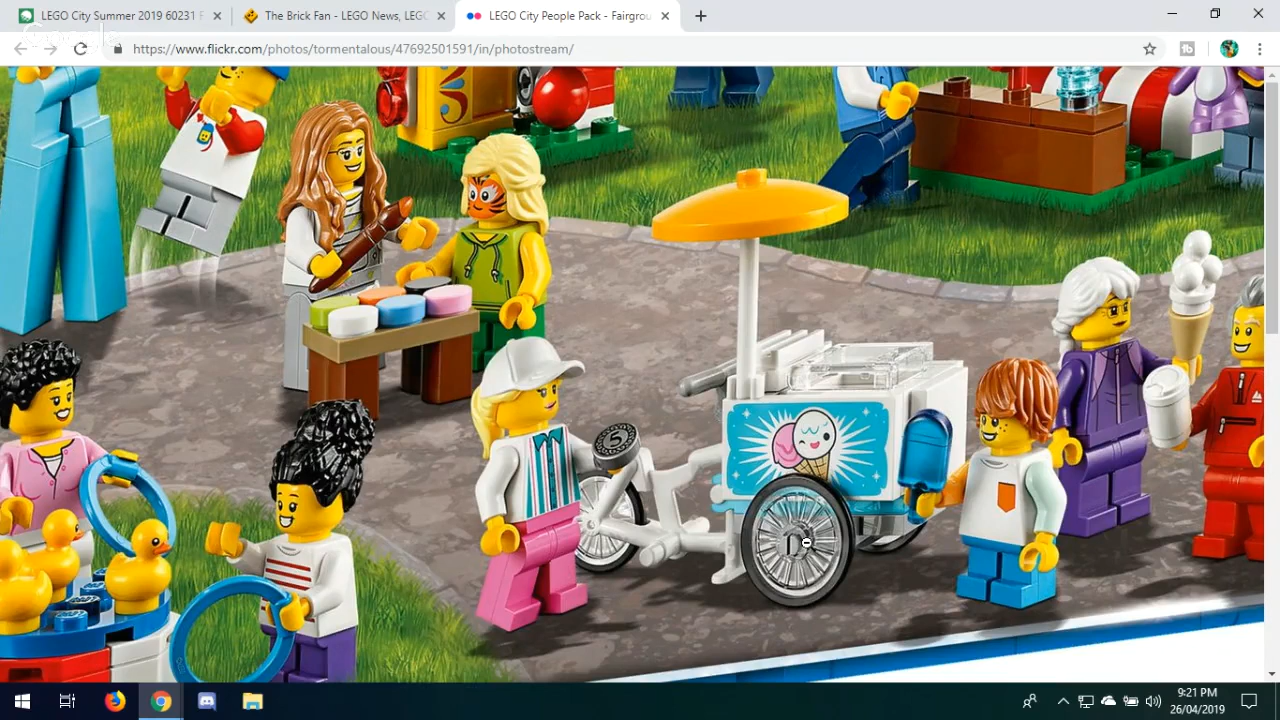 LEGO City Summer 2019 60231 F
The Brick Fan - LEGO News, LEGO
LEGO City People Pack - Fairgrou
https://www.flickr.com/photos/tormentalous/47692501591/in/photostream/
5
9:21 PM
26/04/2019